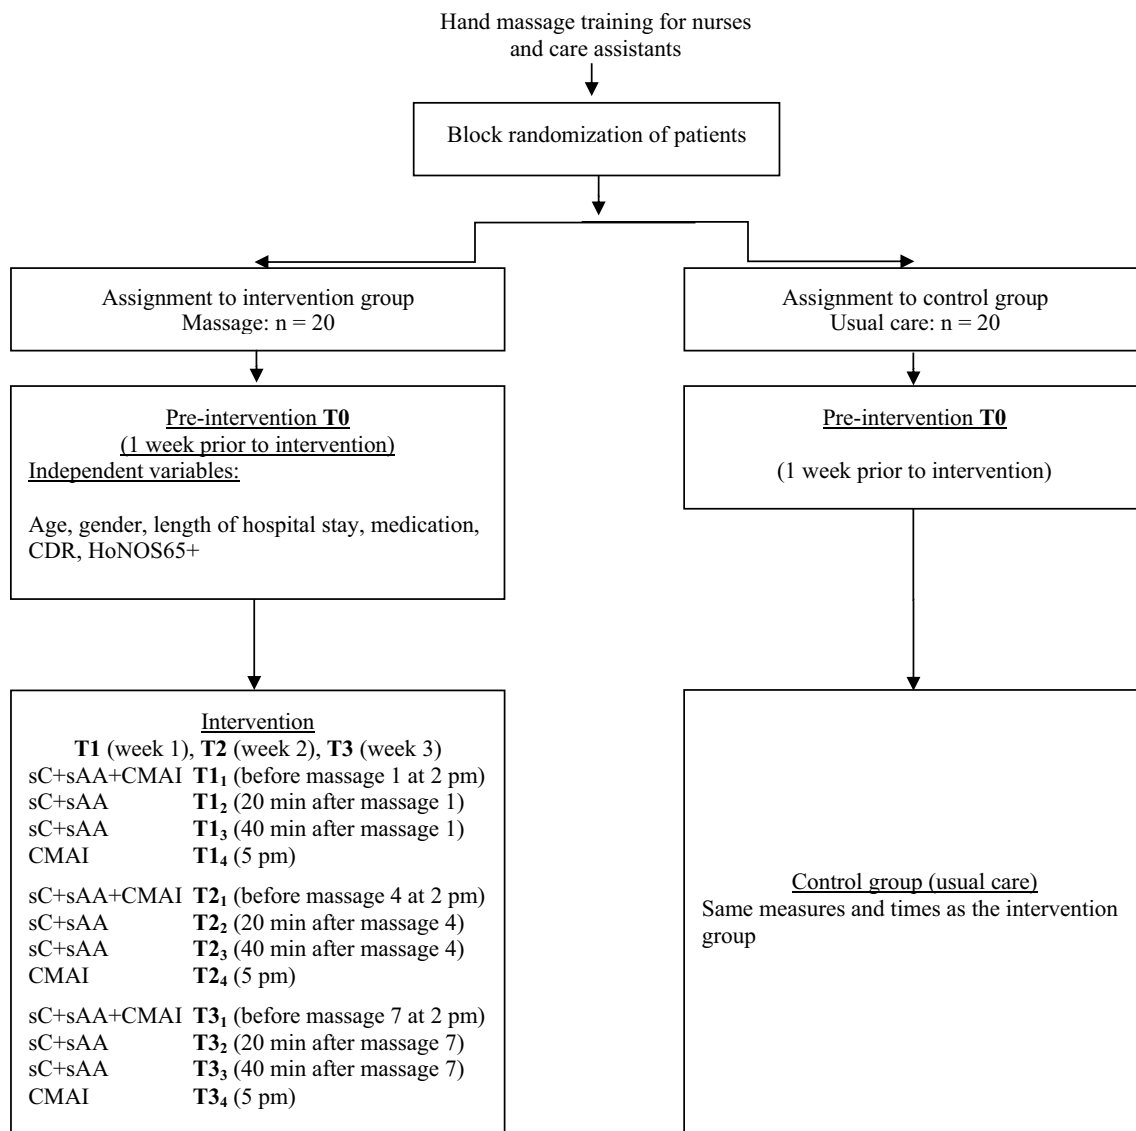 Hand massage training for nurses
and care assistants
Block randomization of patients
Assignment to intervention group
Massage: n = 20
Assignment to control group
Usual care: n = 20
Pre-intervention T0
(1 week prior to intervention)
Independent variables:
Age, gender, length of hospital stay, medication,
CDR, HoNOS65+
Pre-intervention T0
(1 week prior to intervention)
Intervention
T1 (week 1), T2 (week 2), T3 (week 3)
sC+sAA+CMAI T1₁ (before massage 1 at 2 pm)
sC+sAA T1₂ (20 min after massage 1)
sC+sAA T1₃ (40 min after massage 1)
CMAI T1₄ (5 pm)
sC+sAA+CMAI T2₁ (before massage 4 at 2 pm)
sC+sAA T2₂ (20 min after massage 4)
sC+sAA T2₃ (40 min after massage 4)
CMAI T2₄ (5 pm)
sC+sAA+CMAI T3₁ (before massage 7 at 2 pm)
sC+sAA T3₂ (20 min after massage 7)
sC+sAA T3₃ (40 min after massage 7)
CMAI T3₄ (5 pm)
Control group (usual care)
Same measures and times as the intervention
group